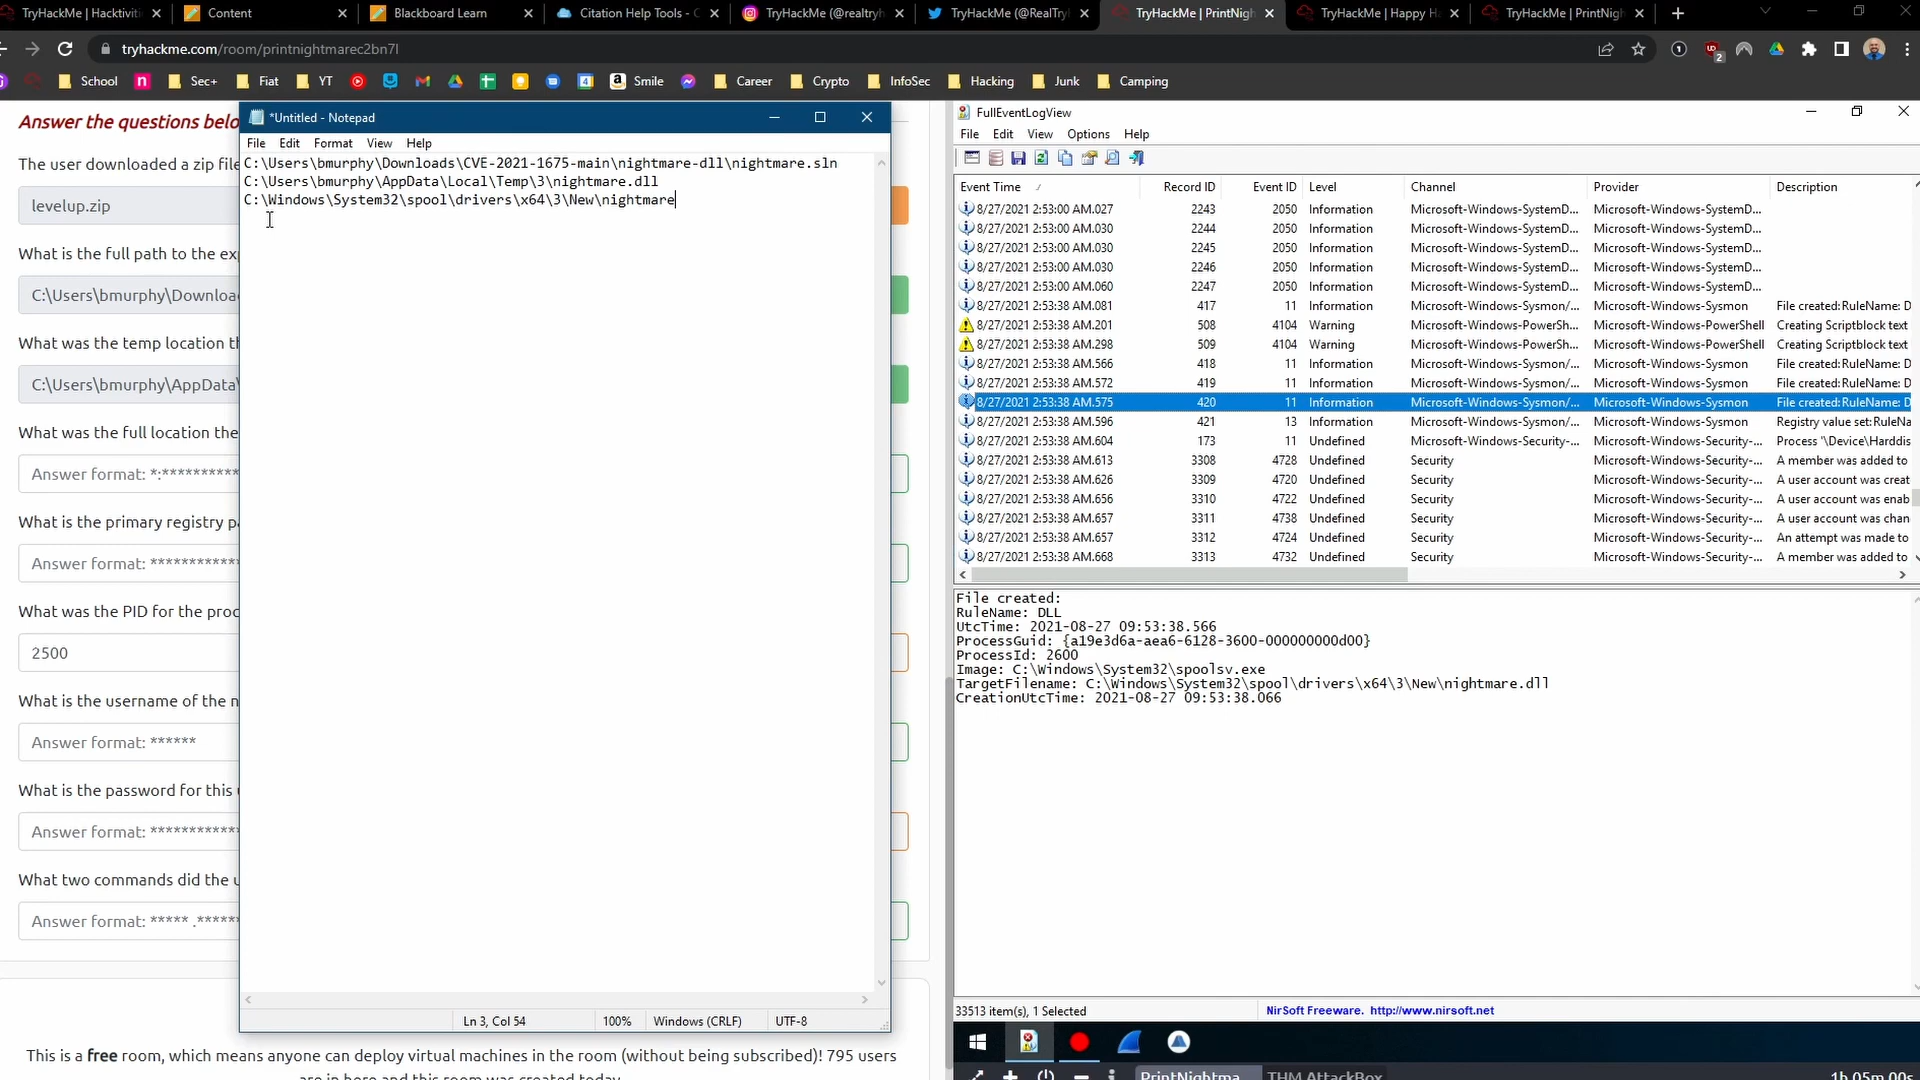 TryHackMe | Hacktiviti
Content
Blackboard Learn
Citation Help Tools - C
TryHackMe (@realtryh
TryHackMe (@RealTryH
TryHackMe | PrintNigh
TryHackMe | Happy Ha
TryHackMe | PrintNigh
tryhackme.com/room/printnightmarec2bn7l
School
Sec+
Fiat
YT
Smile
Career
Crypto
InfoSec
Hacking
Junk
Camping
Answer the questions belo
The user downloaded a zip file
levelup.zip
What is the full path to the exp
C:\Users\bmurphy\Downloa
What was the temp location th
C:\Users\bmurphy\AppData\
What was the full location the
Answer format: *:**********
What is the primary registry pa
Answer format: ************
What was the PID for the proc
2500
What is the username of the n
Answer format: ******
What is the password for this u
Answer format: ************
What two commands did the u
Answer format: ***** .******
This is a free room, which means anyone can deploy virtual machines in the room (without being subscribed)! 795 users
are in here and this room was created today.
*Untitled - Notepad
File Edit Format View Help
C:\Users\bmurphy\Downloads\CVE-2021-1675-main\nightmare-dll\nightmare.sln
C:\Users\bmurphy\AppData\Local\Temp\3\nightmare.dll
C:\Windows\System32\spool\drivers\x64\3\New\nightmare
Ln 3, Col 54 100% Windows (CRLF) UTF-8
FullEventLogView
File Edit View Options Help
Event Time Record ID Event ID Level Channel Provider Description
8/27/2021 2:53:00 AM.027 2243 2050 Information Microsoft-Windows-SystemD... Microsoft-Windows-SystemD...
8/27/2021 2:53:00 AM.030 2244 2050 Information Microsoft-Windows-SystemD... Microsoft-Windows-SystemD...
8/27/2021 2:53:00 AM.030 2245 2050 Information Microsoft-Windows-SystemD... Microsoft-Windows-SystemD...
8/27/2021 2:53:00 AM.030 2246 2050 Information Microsoft-Windows-SystemD... Microsoft-Windows-SystemD...
8/27/2021 2:53:00 AM.060 2247 2050 Information Microsoft-Windows-SystemD... Microsoft-Windows-SystemD...
8/27/2021 2:53:38 AM.081 417 11 Information Microsoft-Windows-Sysmon/... Microsoft-Windows-Sysmon File created:RuleName: D
8/27/2021 2:53:38 AM.201 508 4104 Warning Microsoft-Windows-PowerSh... Microsoft-Windows-PowerShell Creating Scriptblock text
8/27/2021 2:53:38 AM.298 509 4104 Warning Microsoft-Windows-PowerSh... Microsoft-Windows-PowerShell Creating Scriptblock text
8/27/2021 2:53:38 AM.566 418 11 Information Microsoft-Windows-Sysmon/... Microsoft-Windows-Sysmon File created:RuleName: D
8/27/2021 2:53:38 AM.572 419 11 Information Microsoft-Windows-Sysmon/... Microsoft-Windows-Sysmon File created:RuleName: D
8/27/2021 2:53:38 AM.575 420 11 Information Microsoft-Windows-Sysmon/... Microsoft-Windows-Sysmon File created:RuleName: D
8/27/2021 2:53:38 AM.596 421 13 Information Microsoft-Windows-Sysmon/... Microsoft-Windows-Sysmon Registry value set:RuleNa
8/27/2021 2:53:38 AM.604 173 11 Undefined Microsoft-Windows-Security-... Microsoft-Windows-Security-... Process '\Device\Harddis
8/27/2021 2:53:38 AM.613 3308 4728 Undefined Security Microsoft-Windows-Security-... A member was added to
8/27/2021 2:53:38 AM.626 3309 4720 Undefined Security Microsoft-Windows-Security-... A user account was creat
8/27/2021 2:53:38 AM.656 3310 4722 Undefined Security Microsoft-Windows-Security-... A user account was enab
8/27/2021 2:53:38 AM.657 3311 4738 Undefined Security Microsoft-Windows-Security-... A user account was chan
8/27/2021 2:53:38 AM.657 3312 4724 Undefined Security Microsoft-Windows-Security-... An attempt was made to
8/27/2021 2:53:38 AM.668 3313 4732 Undefined Security Microsoft-Windows-Security-... A member was added to
File created:
RuleName: DLL
UtcTime: 2021-08-27 09:53:38.566
ProcessGuid: {a19e3d6a-aea6-6128-3600-000000000d00}
ProcessId: 2600
Image: C:\Windows\System32\spoolsv.exe
TargetFilename: C:\Windows\System32\spool\drivers\x64\3\New\nightmare.dll
CreationUtcTime: 2021-08-27 09:53:38.066
33513 item(s), 1 Selected
NirSoft Freeware. http://www.nirsoft.net
PrintNightma... THM AttackBox 1h 05m 00s